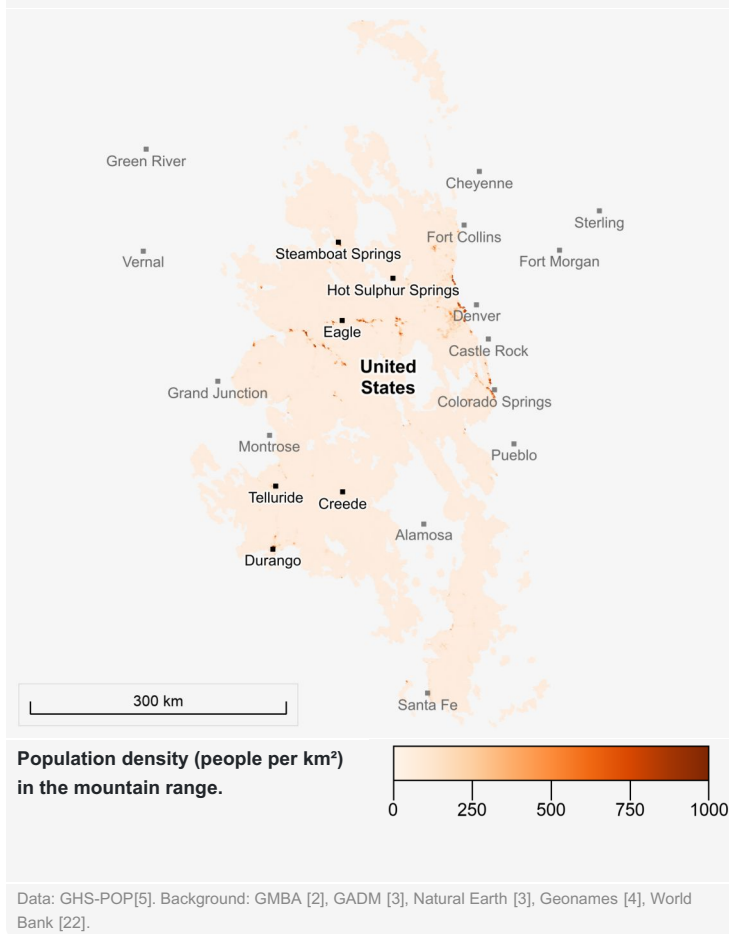 Green River
Cheyenne
Sterling
Fort Collins
Steamboat Springs
Vernal
Fort Morgan
Hot Sulphur Springs
Denver
Eagle
Castle Rock
United
States
Grand Junction
Colorado Springs
Montrose
Pueblo
Telluride
Creede
Alamosa
Durango
300 km
Santa Fe
Population density (people per km²)
in the mountain range.
0 250 500 750 1000
Data: GHS-POP[5]. Background: GMBA [2], GADM [3], Natural Earth [3], Geonames [4], World
Bank [22].